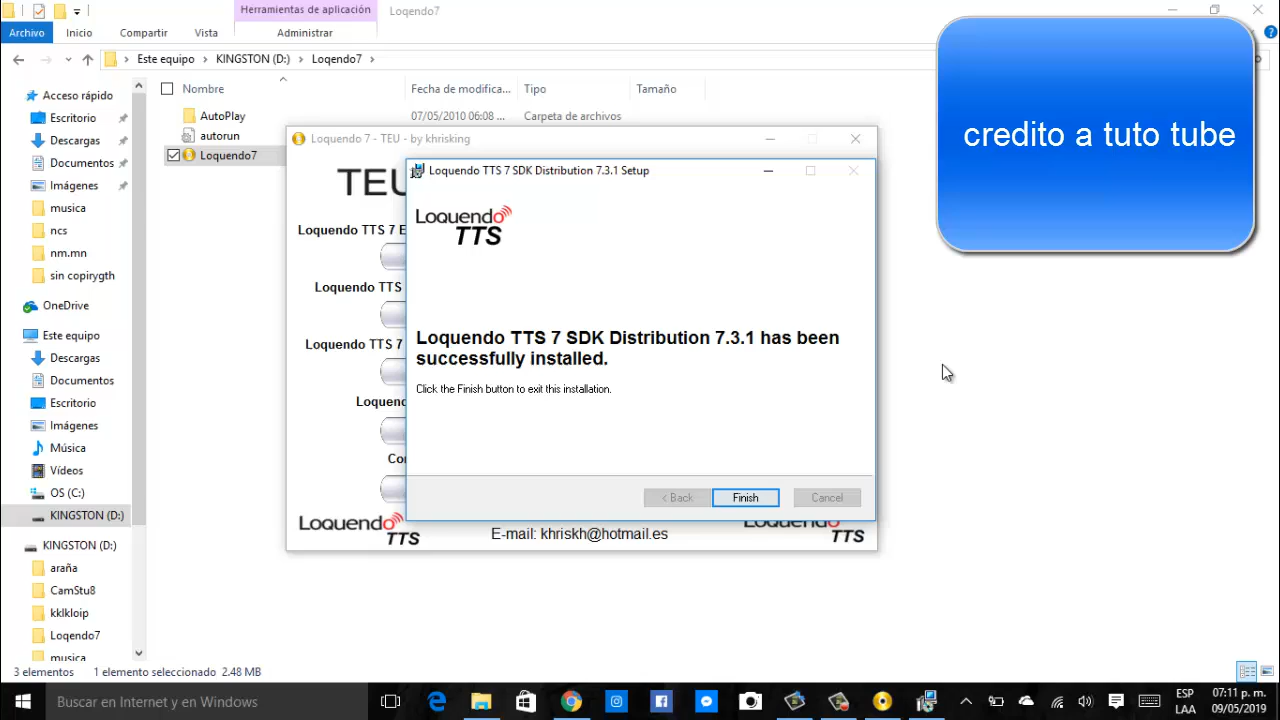 Herramientas de aplicación
Loqendo7
Archivo
Inicio
Compartir
Vista
Administrar
Este equipo
KINGSTON (D:)
Loqendo7
Acceso rápido
Escritorio
Descargas
Documentos
Imágenes
musica
ncs
nm.mn
sin copirygth
OneDrive
Este equipo
Descargas
Documentos
Escritorio
Imágenes
Música
Vídeos
OS (C:)
KINGSTON (D:)
KINGSTON (D:)
araña
CamStu8
kklkloip
Loqendo7
musica
Nombre
Fecha de modifica...
Tipo
Tamaño
AutoPlay
07/05/2010 06:08 ...
Carpeta de archivos
autorun
Loquendo7
Loquendo 7 - TEU - by khrisking
TEU
Loquendo TTS 7 E
Loquendo TTS
Loquendo TTS 7
Loquend
Co
Loquendo
TTS
E-mail: khriskh@hotmail.es
Loquendo
TTS
Loquendo TTS 7 SDK Distribution 7.3.1 Setup
Loquendo
TTS
Loquendo TTS 7 SDK Distribution 7.3.1 has been
successfully installed.
Click the Finish button to exit this installation.
< Back
Finish
Cancel
credito a tuto tube
3 elementos
1 elemento seleccionado 2.48 MB
Buscar en Internet y en Windows
ESP
LAA
07:11 p. m.
09/05/2019